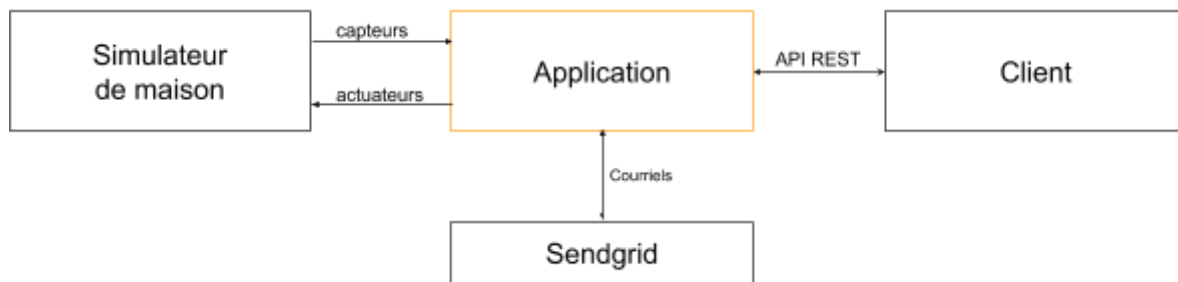 Simulateur
de maison
capteurs
actuateurs
Application
API REST
Client
Courriels
Sendgrid